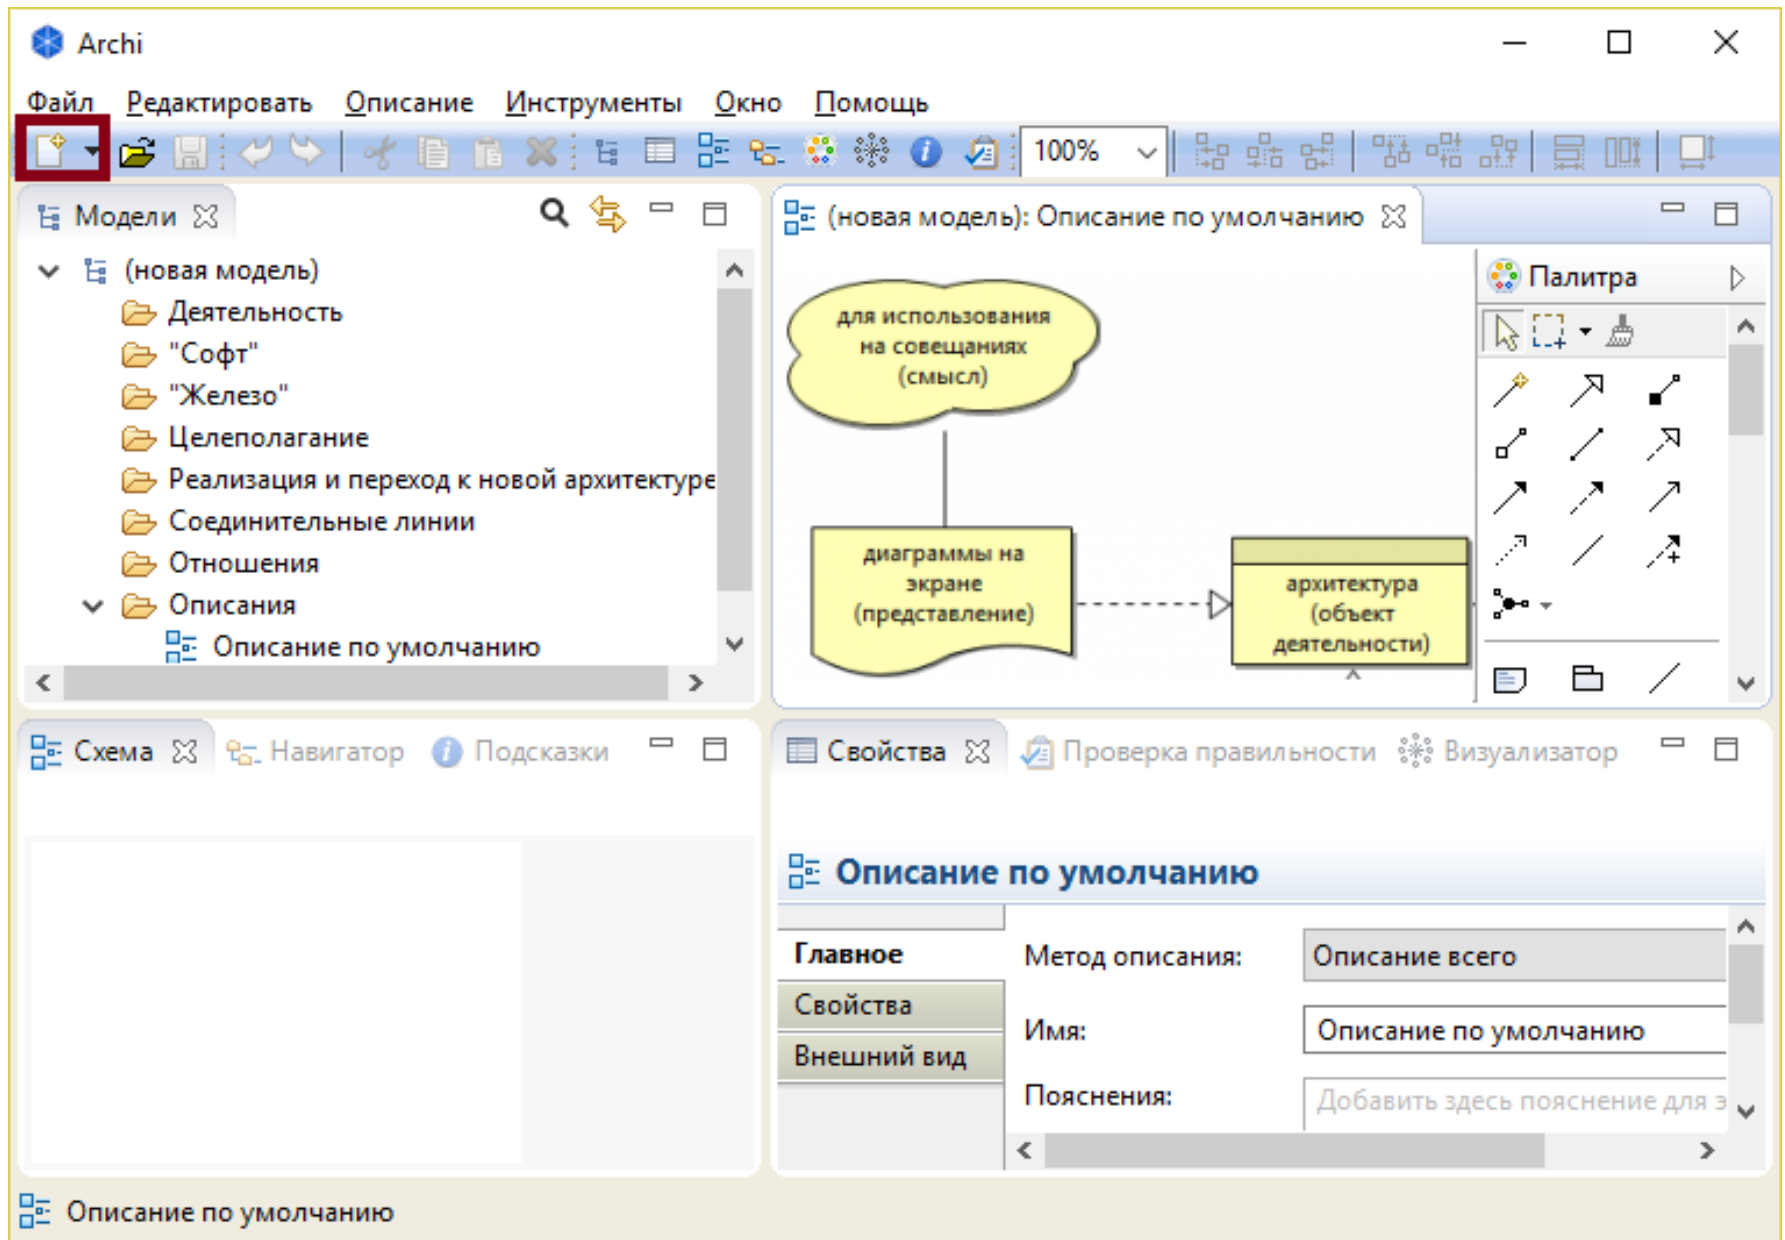 Archi
Файл Редактировать Описание Инструменты Окно Помощь
100%
Модели
(новая модель)
Деятельность
"Софт"
"Железо"
Целеполагание
Реализация и переход к новой архитектуре
Соединительные линии
Отношения
Описания
Описание по умолчанию
(новая модель): Описание по умолчанию
для использования
на совещаниях
(смысл)
диаграммы на
экране
(представление)
архитектура
(объект
деятельности)
Палитра
Схема Навигатор Подсказки
Свойства Проверка правильности Визуализатор
Описание по умолчанию
Главное
Свойства
Внешний вид
Метод описания: Описание всего
Имя: Описание по умолчанию
Пояснения: Добавить здесь пояснение для э
Описание по умолчанию